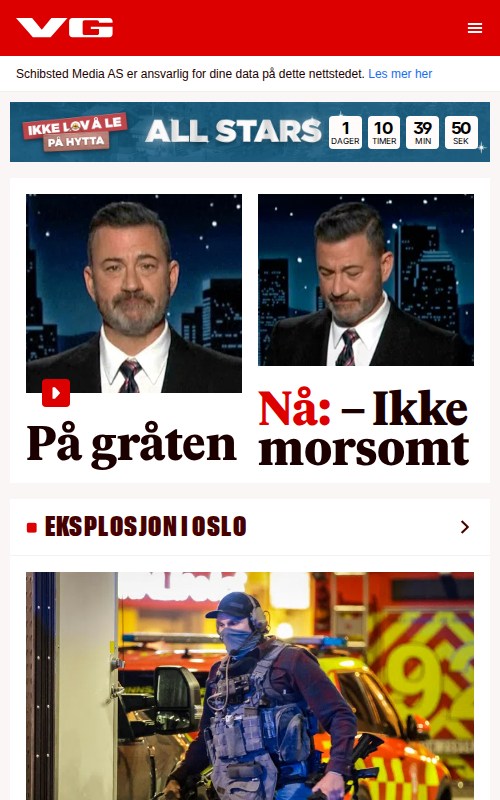 VG
Schibsted Media AS er ansvarlig for dine data på dette nettstedet. Les mer her
IKKE LOV Å LE
PÅ HYTTA
ALL STARS
1 10 39 50
DAGER TIMER MIN SEK
På gråten
Nå: – Ikke
morsomt
EKSPLOSJON I OSLO
92